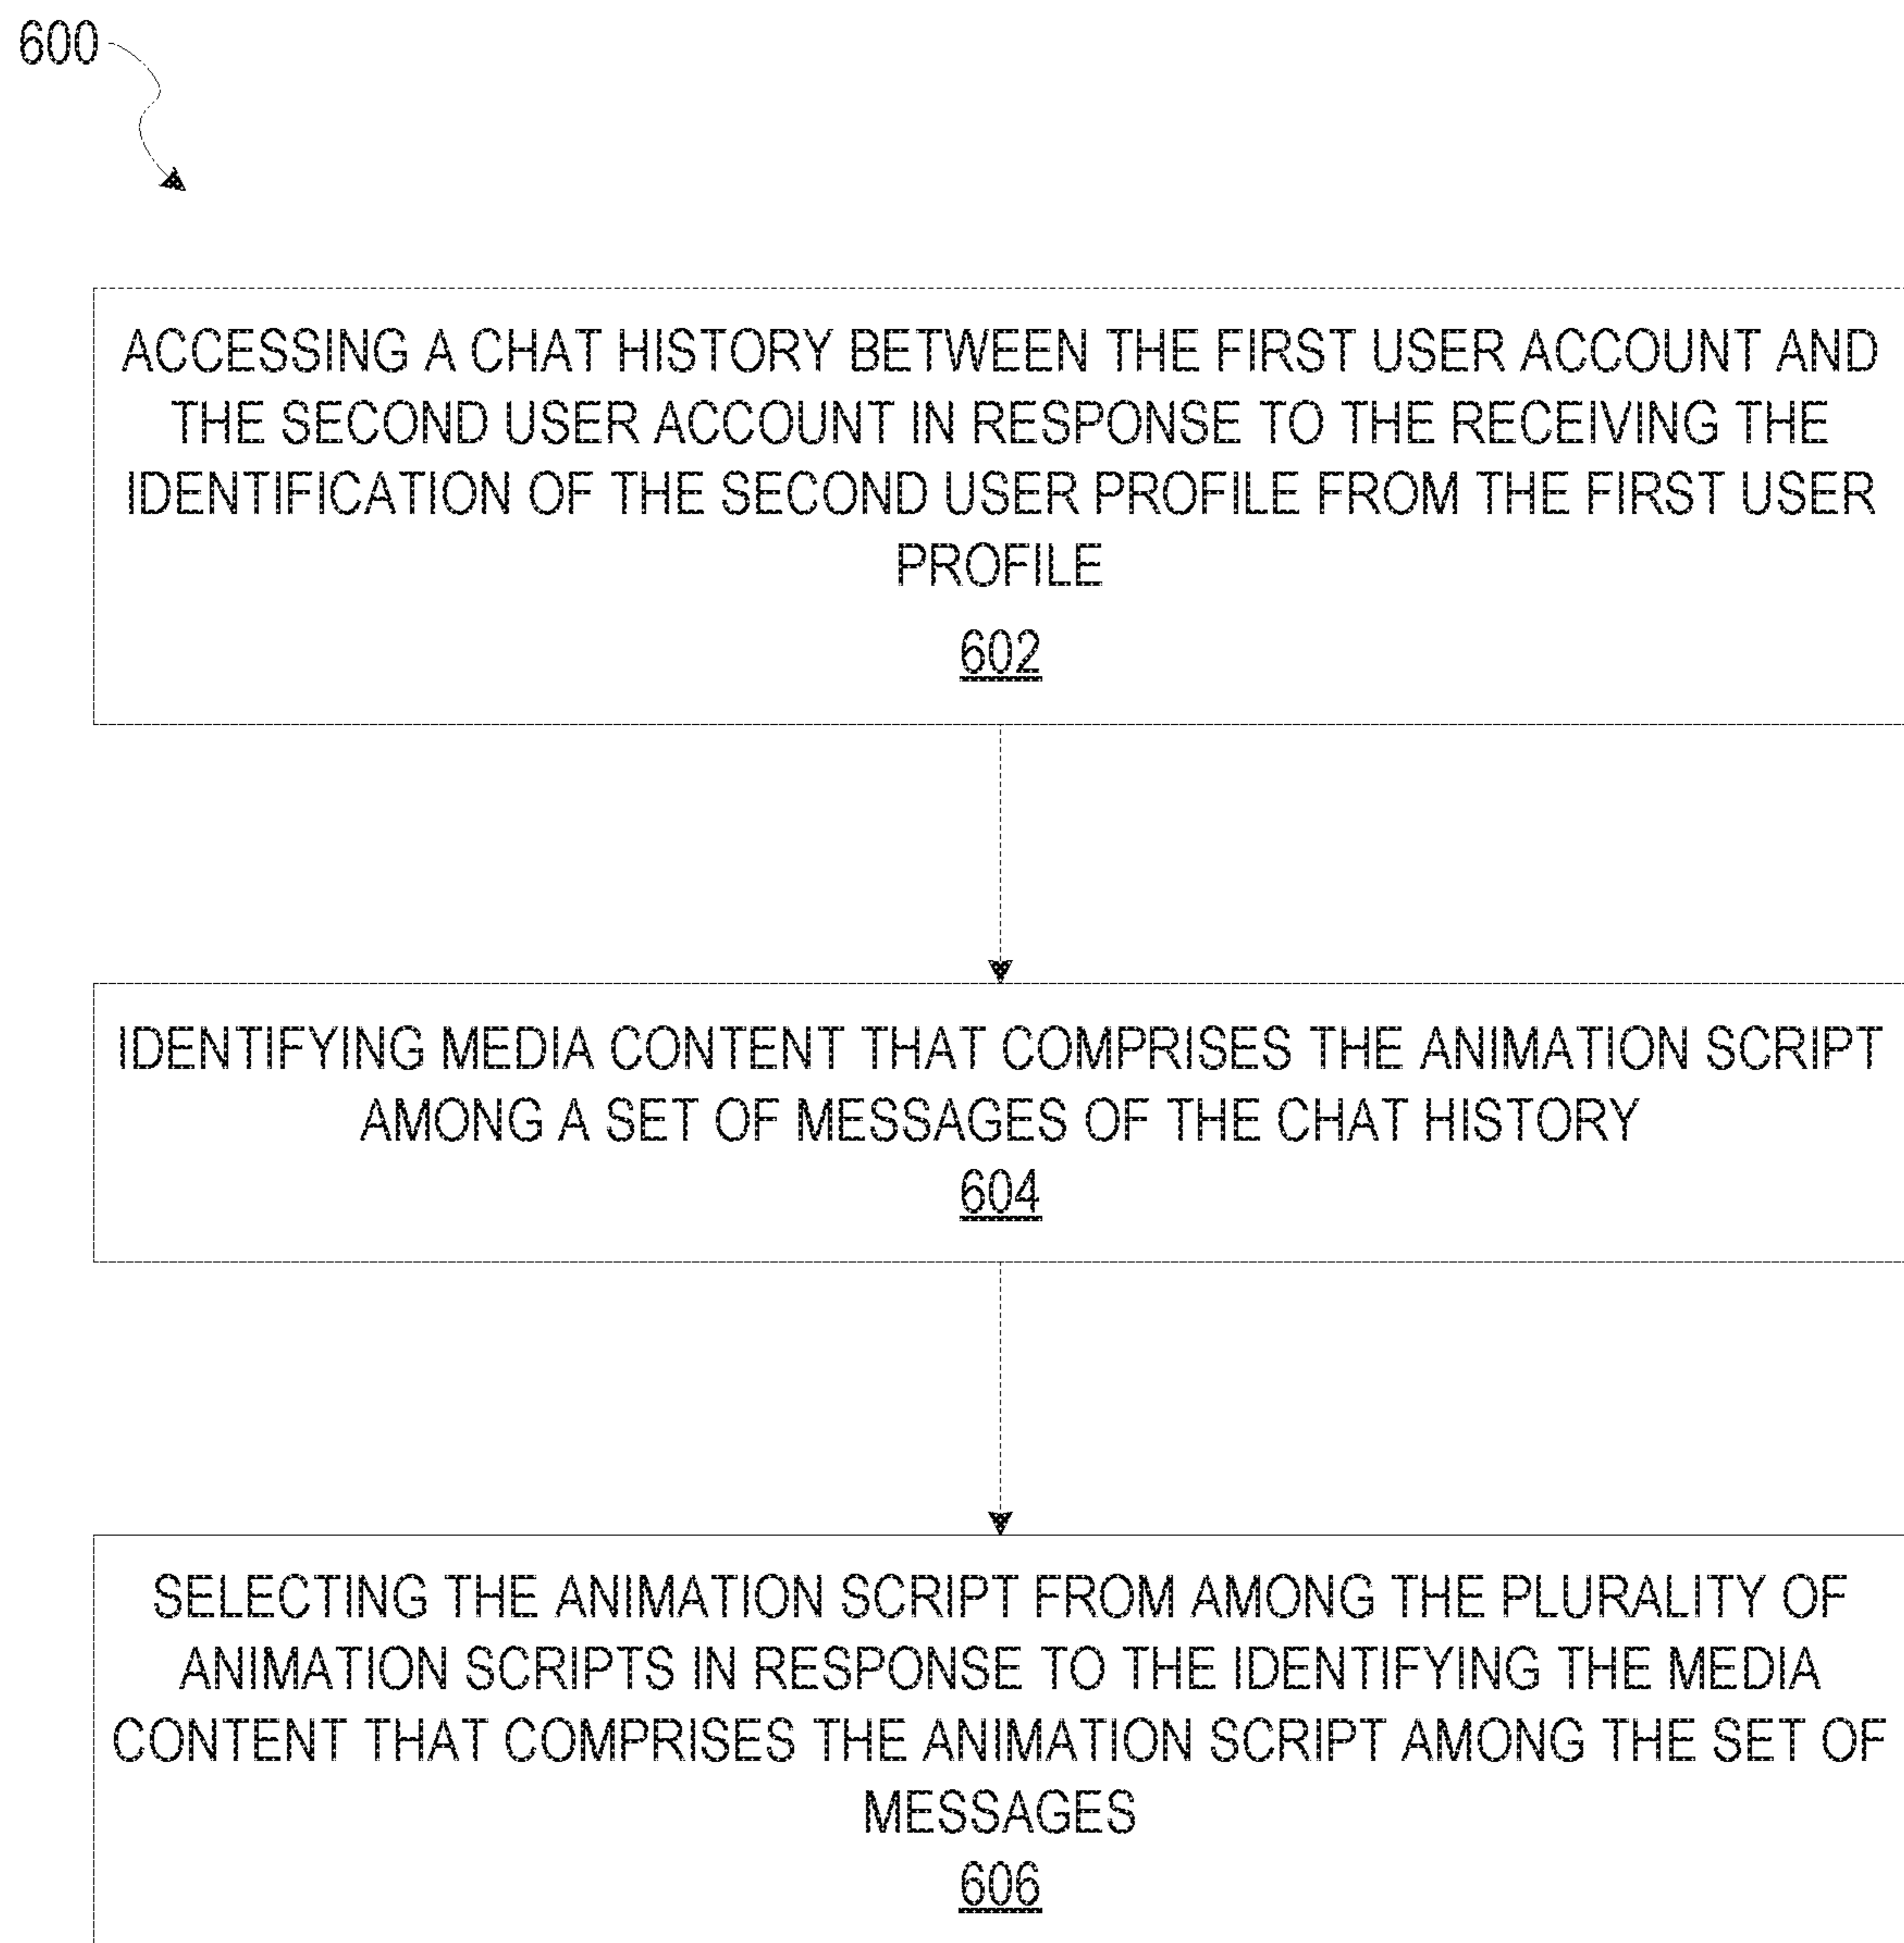 600
ACCESSING A CHAT HISTORY BETWEEN THE FIRST USER ACCOUNT AND
THE SECOND USER ACCOUNT IN RESPONSE TO THE RECEIVING THE
IDENTIFICATION OF THE SECOND USER PROFILE FROM THE FIRST USER
PROFILE
602
IDENTIFYING MEDIA CONTENT THAT COMPRISES THE ANIMATION SCRIPT
AMONG A SET OF MESSAGES OF THE CHAT HISTORY
604
SELECTING THE ANIMATION SCRIPT FROM AMONG THE PLURALITY OF
ANIMATION SCRIPTS IN RESPONSE TO THE IDENTIFYING THE MEDIA
CONTENT THAT COMPRISES THE ANIMATION SCRIPT AMONG THE SET OF
MESSAGES
606